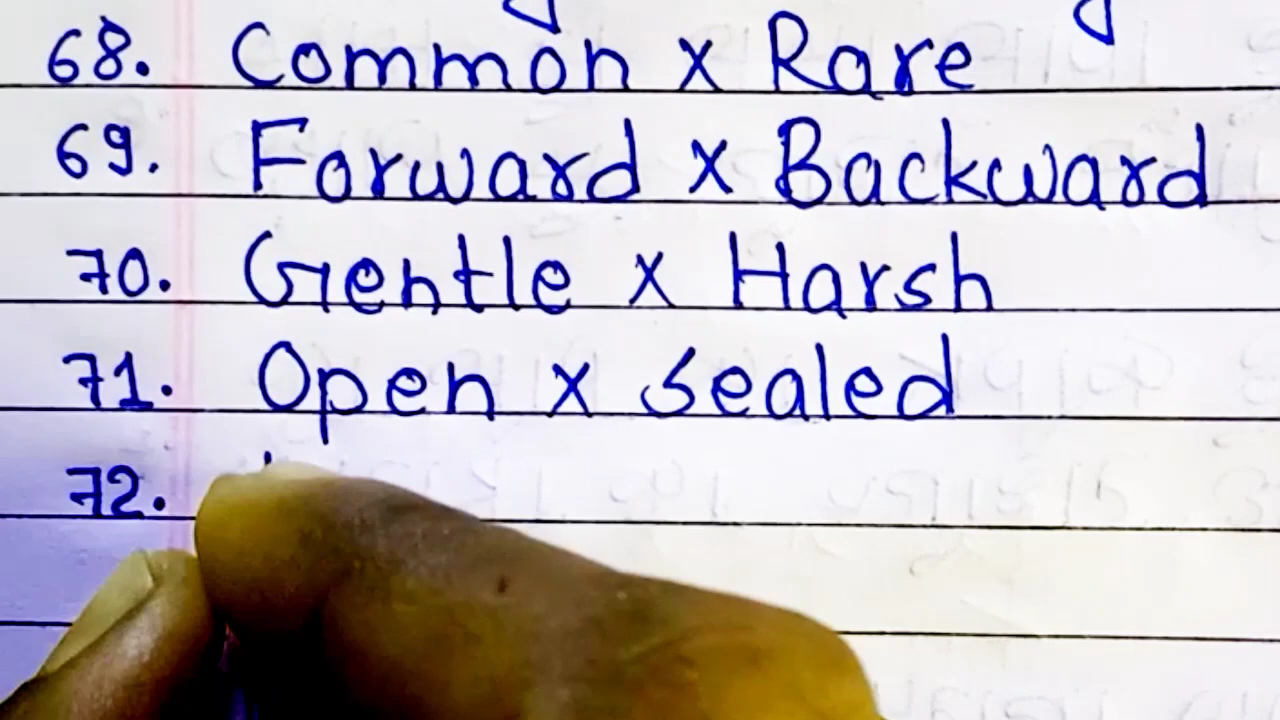 68. Common x Rare
69. Forward x Backward
70. Gentle x Harsh
71. Open x sealed
72.